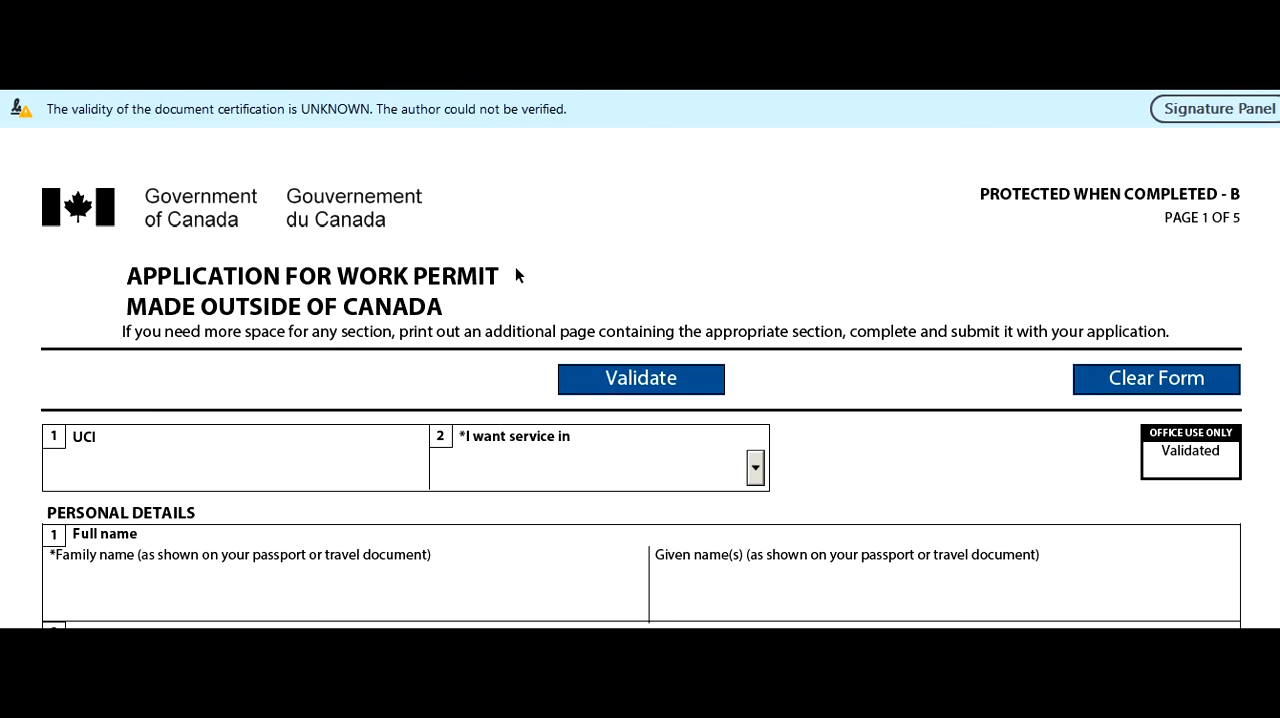 The validity of the document certification is UNKNOWN. The author could not be verified.
Signature Panel
Government of Canada
Gouvernement du Canada
PROTECTED WHEN COMPLETED - B
PAGE 1 OF 5
APPLICATION FOR WORK PERMIT
MADE OUTSIDE OF CANADA
If you need more space for any section, print out an additional page containing the appropriate section, complete and submit it with your application.
Validate
Clear Form
1 UCI
2 *I want service in
OFFICE USE ONLY
Validated
PERSONAL DETAILS
1 Full name
*Family name (as shown on your passport or travel document)
Given name(s) (as shown on your passport or travel document)